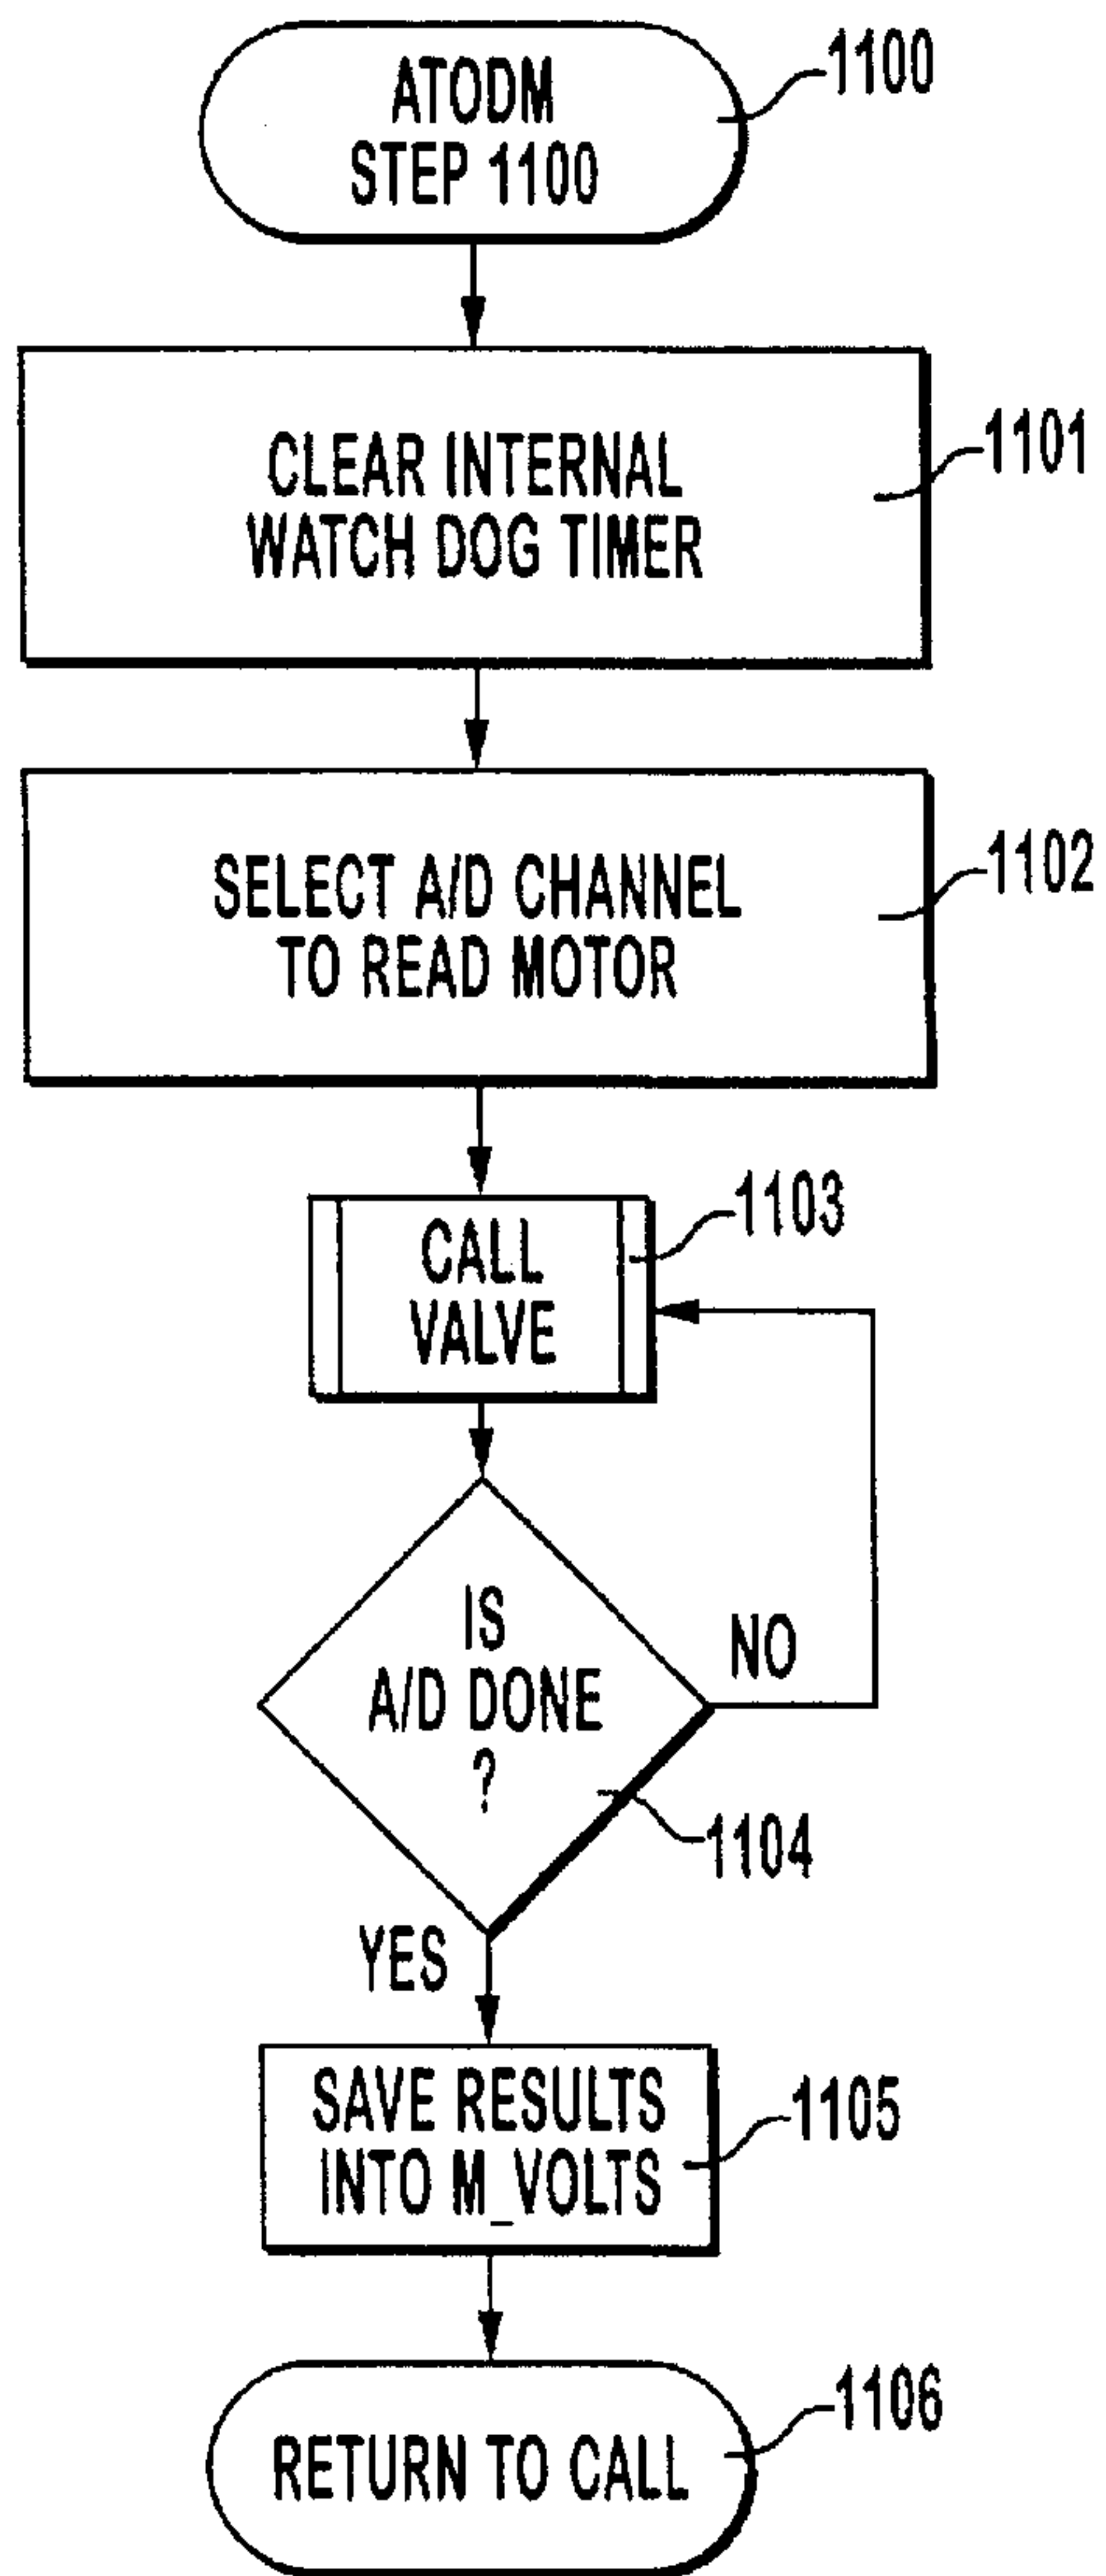 ATODM
STEP 1100
1100
CLEAR INTERNAL
WATCH DOG TIMER
1101
SELECT A/D CHANNEL
TO READ MOTOR
1102
CALL
VALVE
1103
IS
A/D DONE
?
NO
1104
YES
SAVE RESULTS
INTO M_VOLTS
1105
RETURN TO CALL
1106